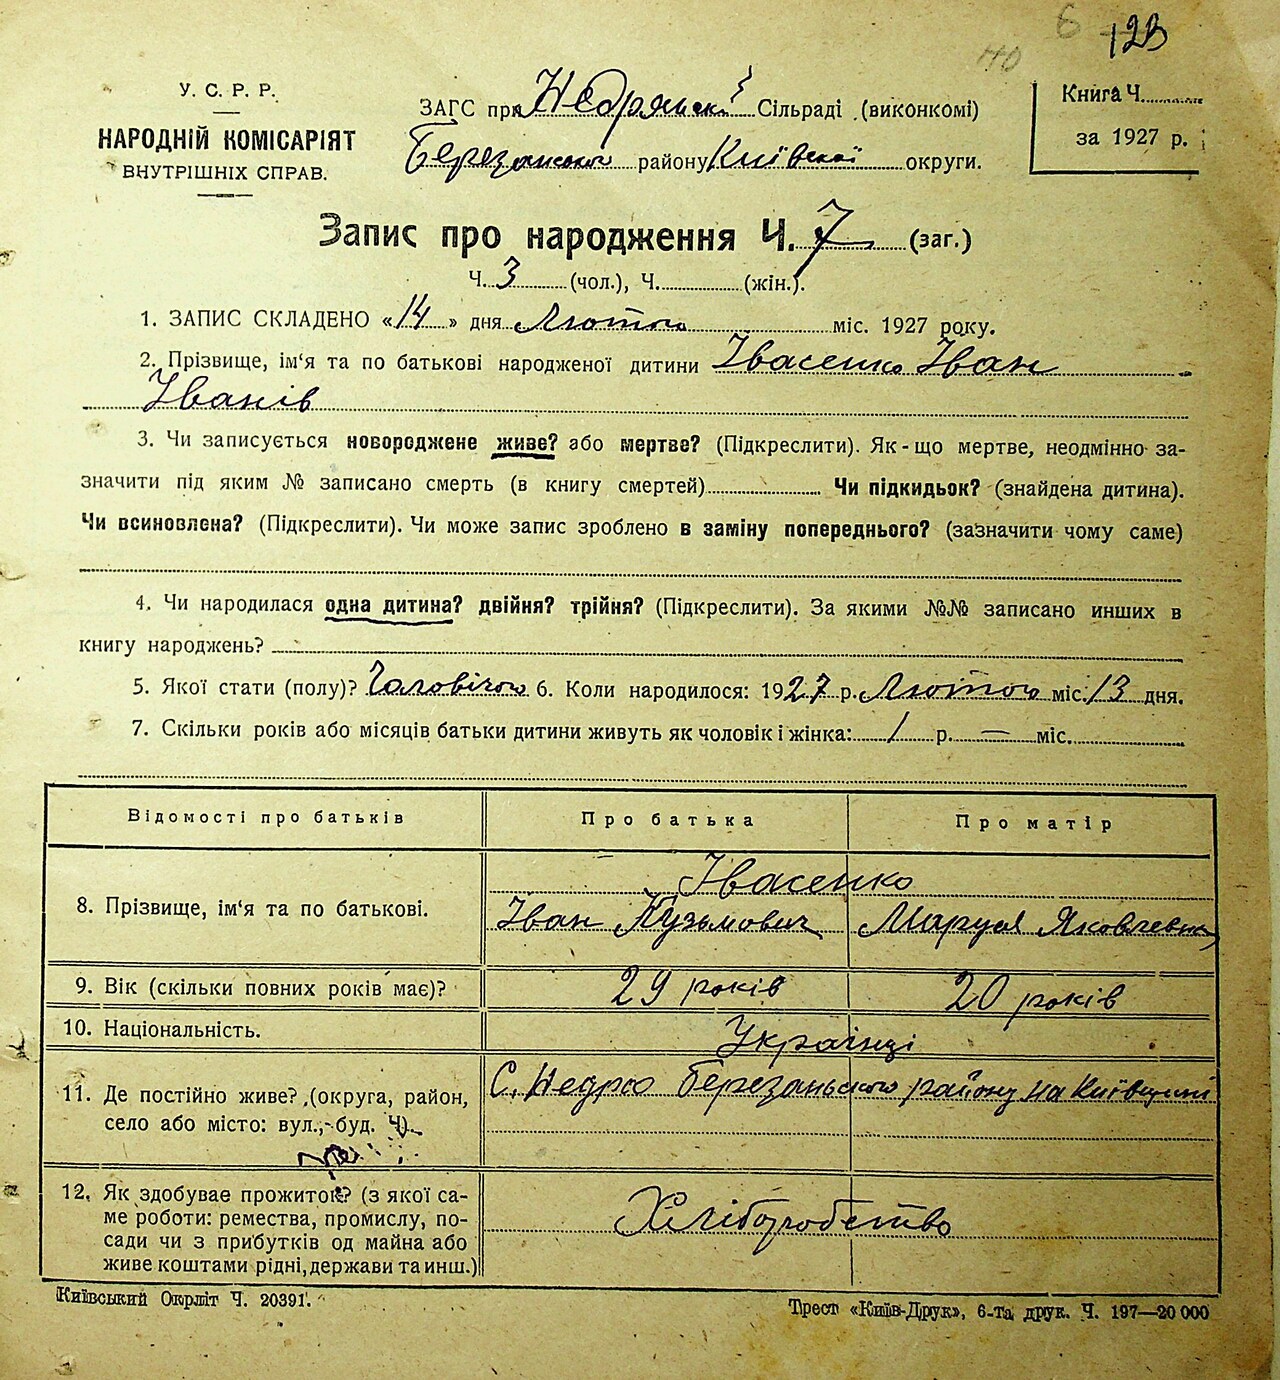 123
У. С. Р. Р.
НАРОДНІЙ КОМІСАРІЯТ
ВНУТРІШНІХ СПРАВ.
ЗАГС при Недрянській Сільраді (виконкомі)
Березанського району Київської округи.
Книга Ч.
за 1927 р.
Запис про народження Ч. 7 (заг.)
Ч. 3 (чол.), Ч. (жін.).
1. ЗАПИС СКЛАДЕНО «14» дня Лютого міс. 1927 року.
2. Прізвище, ім'я та по батькові народженої дитини Івасенко Іван
Іванів
3. Чи записується новороджене живе? або мертве? (Підкреслити). Як-що мертве, неодмінно за-
значити під яким № записано смерть (в книгу смертей) Чи підкидьок? (знайдена дитина).
Чи всиновлена? (Підкреслити). Чи може запис зроблено в заміну попереднього? (зазначити чому саме)
4. Чи народилася одна дитина? двійня? трійня? (Підкреслити). За якими №№ записано инших в
книгу народжень?
5. Якої стати (полу)? Чоловічого 6. Коли народилося: 1927 р. Лютого міс. 13 дня.
7. Скільки років або місяців батьки дитини живуть як чоловік і жінка: 1 р. — міс.
Відомості про батьків Про батька Про матір
Івасенко
8. Прізвище, ім'я та по батькові. Іван Кузьмович Маруся Яковлевна
9. Вік (скільки повних років має)? 29 років 20 років
10. Національність. Українці
11. Де постійно живе? (округа, район, С. Недра Березанського району на Київщині
село або місто: вул., буд. Ч).
12. Як здобуває прожиток? (з якої са- Хліборобство
ме роботи: ремества, промислу, по-
сади чи з прибутків од майна або
живе коштами рідні, держави та инш.)
Київський Окрліт Ч. 20391.
Трест «Київ-Друк», 6-та друк. Ч. 197—20 000